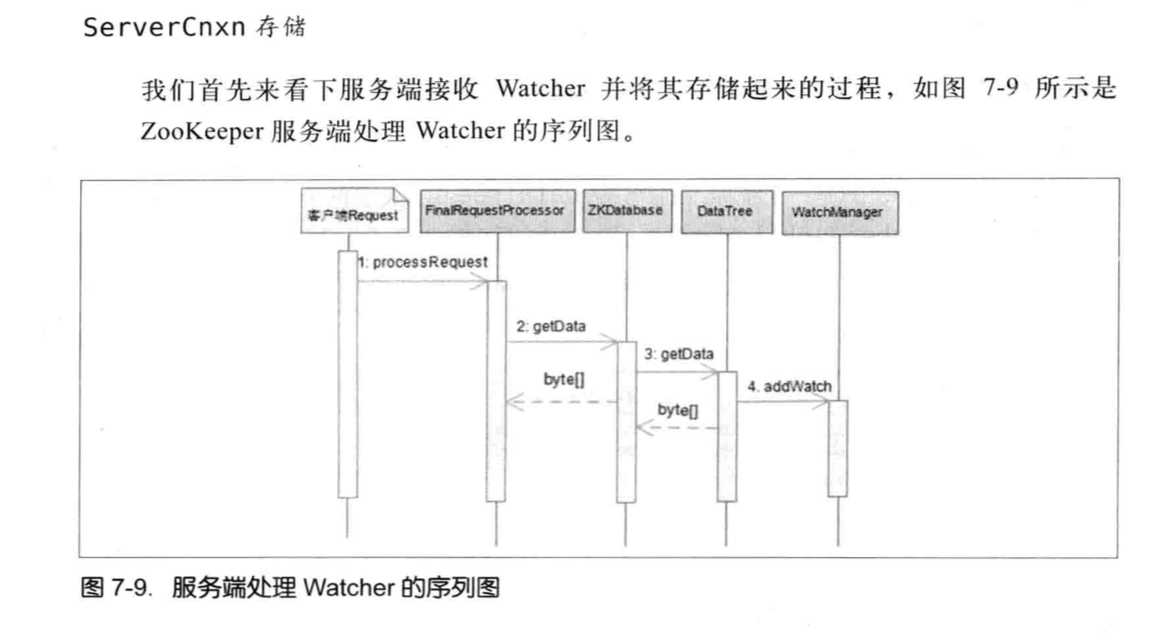 ServerCnxn 存储
我们首先来看下服务端接收 Watcher 并将其存储起来的过程，如图 7-9 所示是
ZooKeeper 服务端处理 Watcher 的序列图。
客户端Request
FinalRequestProcessor
ZKDatabase
DataTree
WatchManager
1: processRequest
2: getData
3: getData
byte[]
4. addWatch
byte[]
图 7-9. 服务端处理 Watcher 的序列图